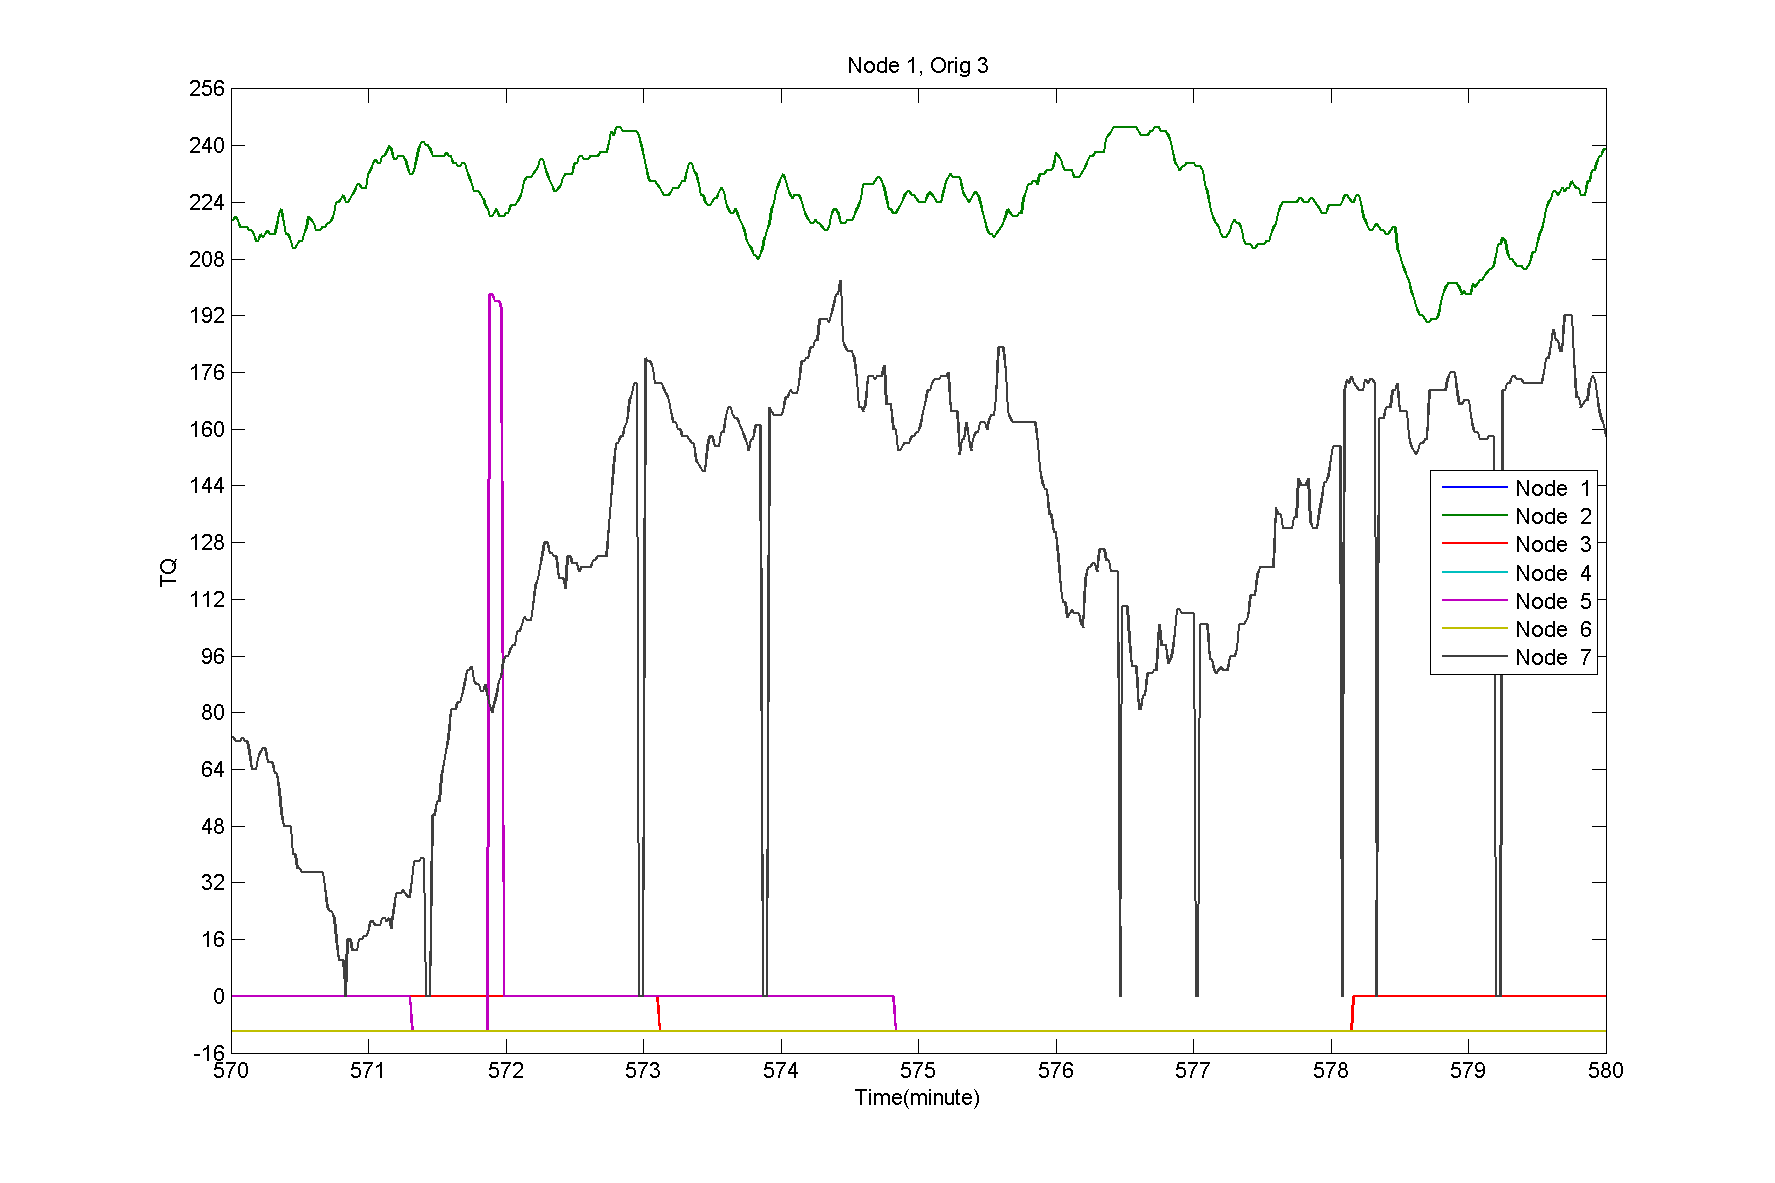 Node 1, Orig 3
256
240
224
208
192
176
160
144
128
112
96
80
64
48
32
16
0
-16
TQ
Node 1
Node 2
Node 3
Node 4
Node 5
Node 6
Node 7
570 571 572 573 574 575 576 577 578 579 580
Time(minute)